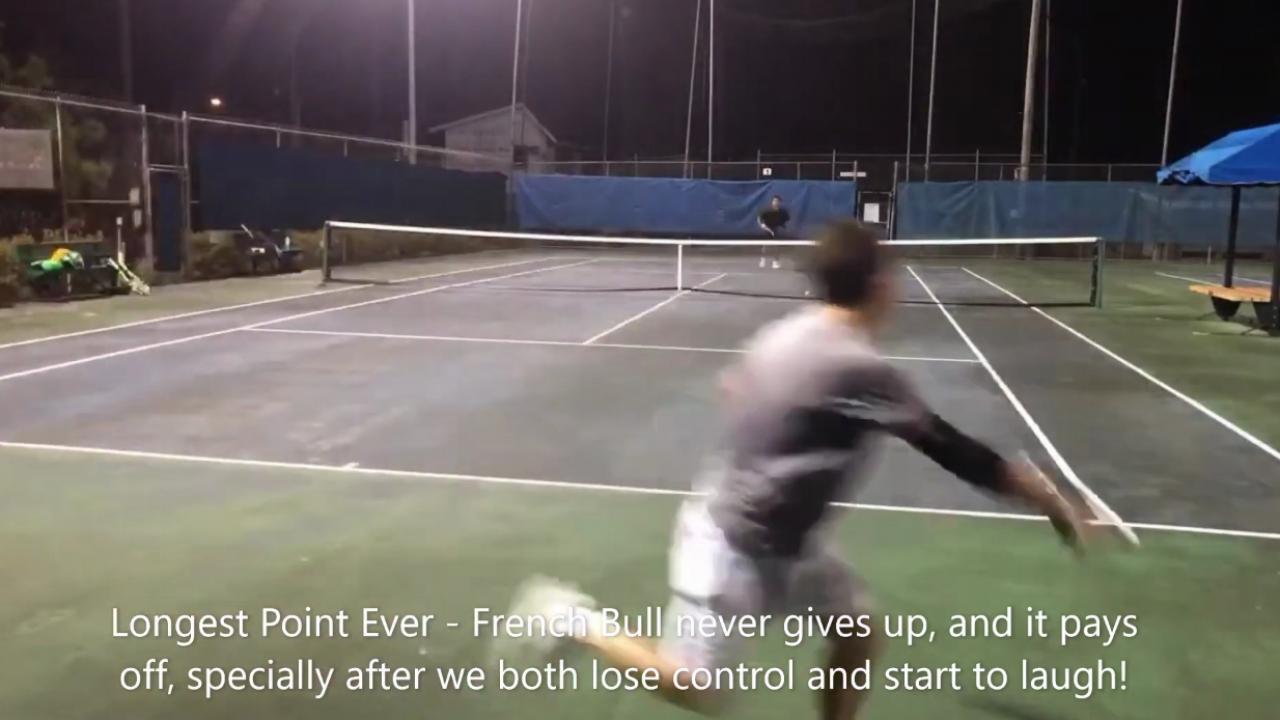 Longest Point Ever - French Bull never gives up, and it pays
off, specially after we both lose control and start to laugh!